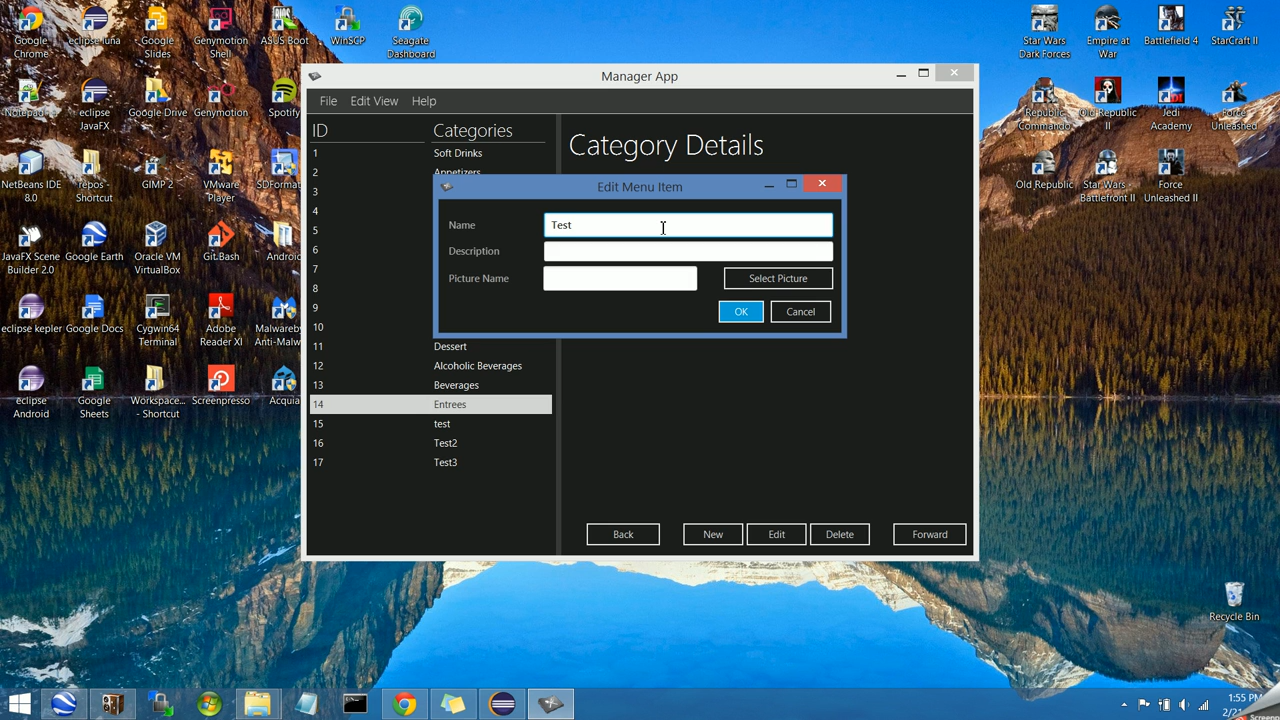 Google Chrome
eclipse luna
Google Slides
Genymotion Shell
ASUS Boot
WinSCP
Seagate Dashboard
Star Wars Dark Forces
Empire at War
Battlefield 4
StarCraft II
Notepad
eclipse JavaFX
Google Drive
Genymotion
Spotify
Republic Commando
Old Republic II
Jedi Academy
Force Unleashed
NetBeans IDE 8.0
repos - Shortcut
GIMP 2
VMware Player
SDFormat
Old Republic
Star Wars - Battlefront II
Force Unleashed II
JavaFX Scene Builder 2.0
Google Earth
Oracle VM VirtualBox
Git Bash
Android
eclipse kepler
Google Docs
Cygwin64 Terminal
Adobe Reader XI
Malwareb
Anti-Malw
eclipse Android
Google Sheets
Workspace... - Shortcut
Screenpresso
Acquia
Manager App
File Edit View Help
ID Categories
1 Soft Drinks
2 Appetizers
3
4
5
6
7
8
9
10
11 Dessert
12 Alcoholic Beverages
13 Beverages
14 Entrees
15 test
16 Test2
17 Test3
Category Details
Edit Menu Item
Name Test
Description
Picture Name Select Picture
OK Cancel
Back New Edit Delete Forward
Recycle Bin
1:55 PM
2/21